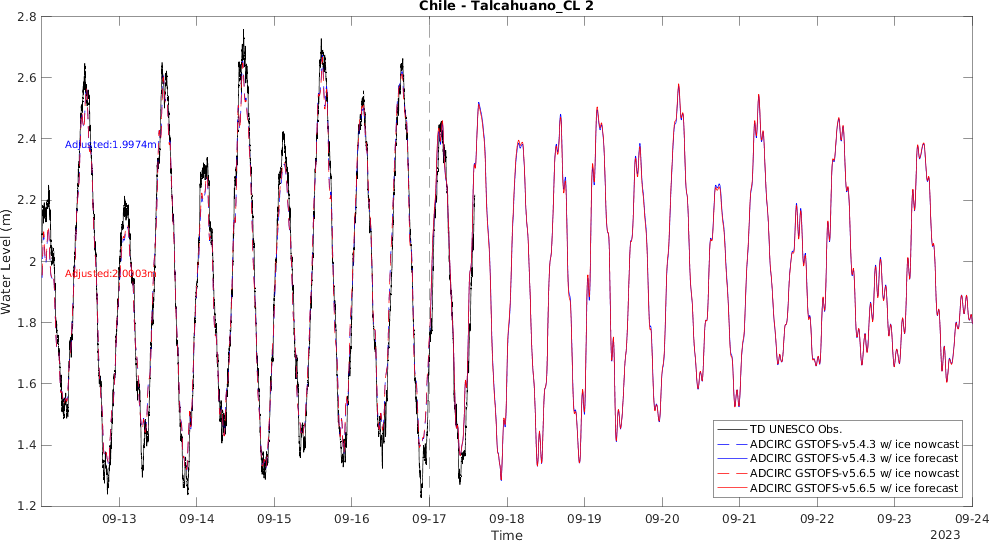 Chile - Talcahuano_CL 2
2.8
2.6
2.4
2.2
2
1.8
1.6
1.4
1.2
Water Level (m)
Adjusted:1.9974m
Adjusted:2.0003m
TD UNESCO Obs.
ADCIRC GSTOFS-v5.4.3 w/ ice nowcast
ADCIRC GSTOFS-v5.4.3 w/ ice forecast
ADCIRC GSTOFS-v5.6.5 w/ ice nowcast
ADCIRC GSTOFS-v5.6.5 w/ ice forecast
09-13 09-14 09-15 09-16 09-17 09-18 09-19 09-20 09-21 09-22 09-23 09-24
Time
2023